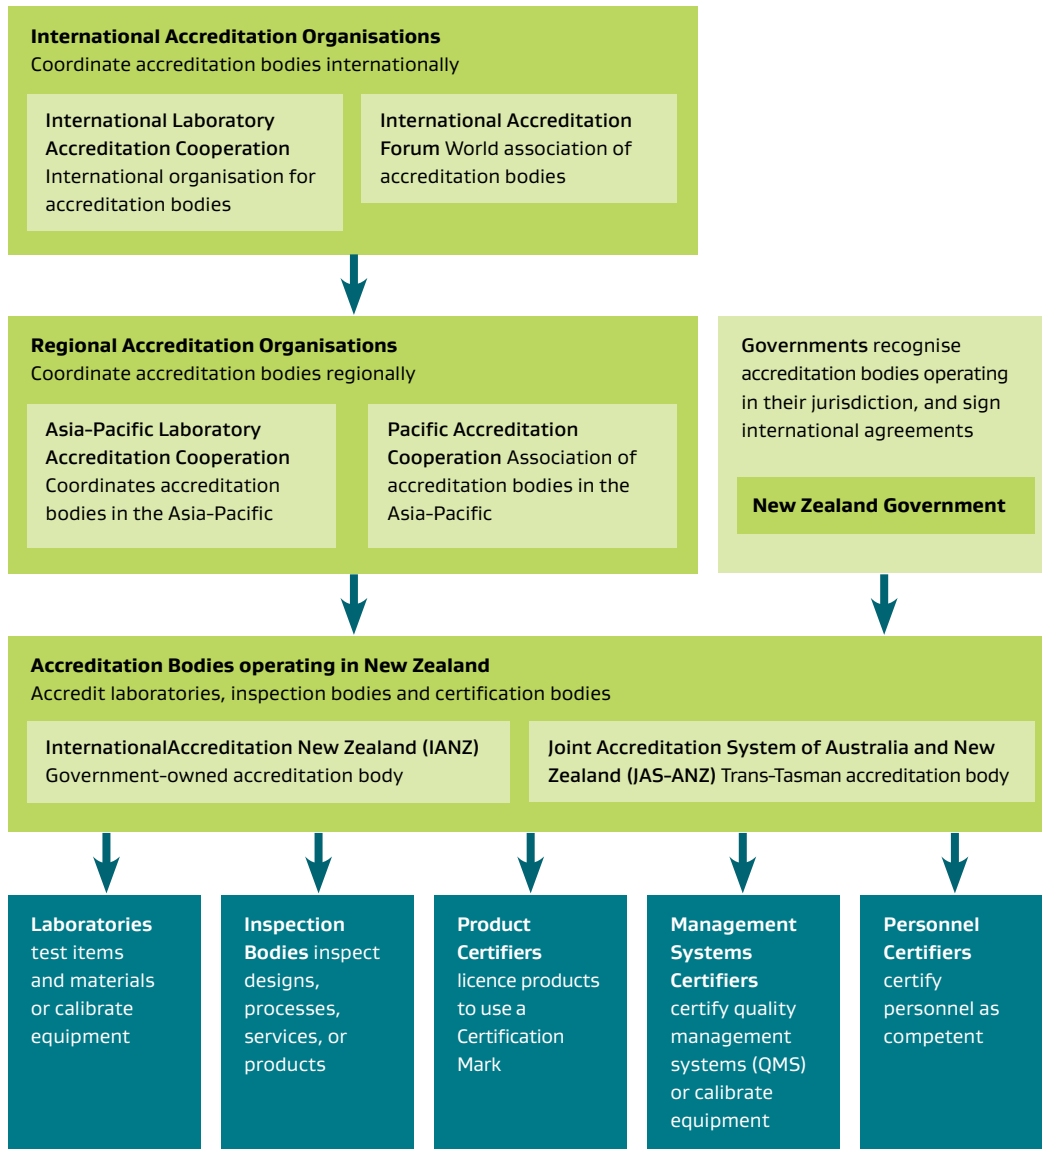 International Accreditation Organisations
Coordinate accreditation bodies internationally
International Laboratory
Accreditation Cooperation
International organisation for
accreditation bodies
International Accreditation
Forum World association of
accreditation bodies
Regional Accreditation Organisations
Coordinate accreditation bodies regionally
Asia-Pacific Laboratory
Accreditation Cooperation
Coordinates accreditation
bodies in the Asia-Pacific
Pacific Accreditation
Cooperation Association of
accreditation bodies in the
Asia-Pacific
Governments recognise
accreditation bodies operating
in their jurisdiction, and sign
international agreements
New Zealand Government
Accreditation Bodies operating in New Zealand
Accredit laboratories, inspection bodies and certification bodies
InternationalAccreditation New Zealand (IANZ)
Government-owned accreditation body
Joint Accreditation System of Australia and New
Zealand (JAS-ANZ) Trans-Tasman accreditation body
Laboratories
test items
and materials
or calibrate
equipment
Inspection
Bodies inspect
designs,
processes,
services, or
products
Product
Certifiers
licence products
to use a
Certification
Mark
Management
Systems
Certifiers
certify quality
management
systems (QMS)
or calibrate
equipment
Personnel
Certifiers
certify
personnel as
competent